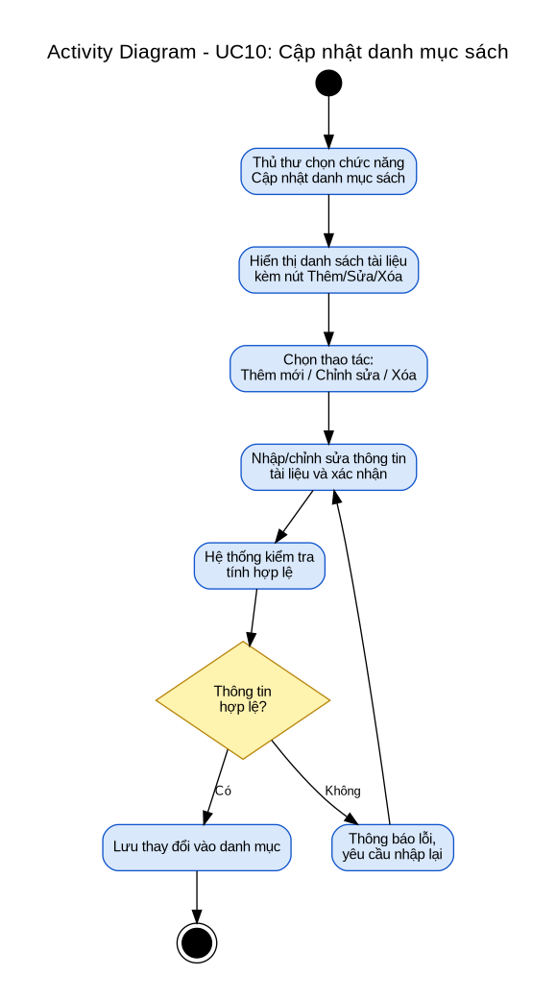 Activity Diagram - UC10: Cập nhật danh mục sách
Thủ thư chọn chức năng
Cập nhật danh mục sách
Hiển thị danh sách tài liệu
kèm nút Thêm/Sửa/Xóa
Chọn thao tác:
Thêm mới / Chỉnh sửa / Xóa
Nhập/chỉnh sửa thông tin
tài liệu và xác nhận
Hệ thống kiểm tra
tính hợp lệ
Thông tin
hợp lệ?
Có
Không
Lưu thay đổi vào danh mục
Thông báo lỗi,
yêu cầu nhập lại